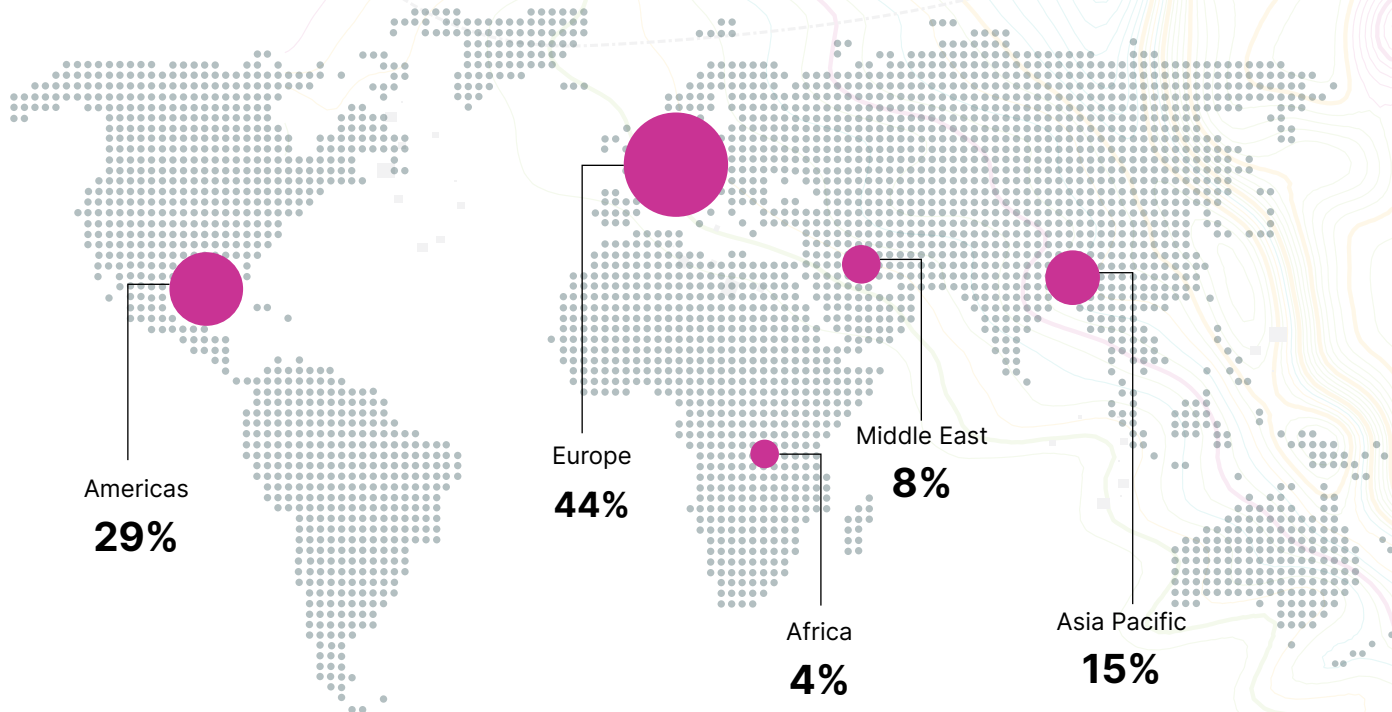 Americas
29%
Europe
44%
Middle East
8%
Africa
4%
Asia Pacific
15%